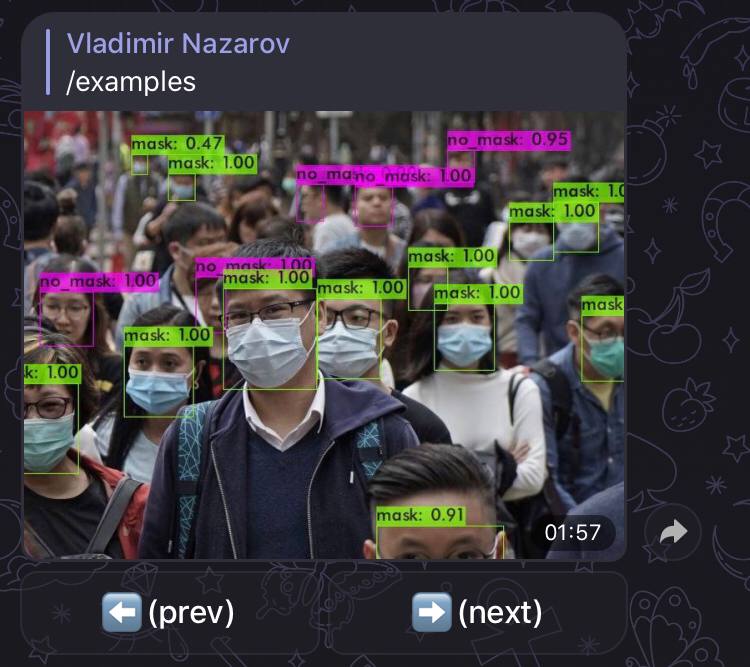 Vladimir Nazarov
/examples
mask: 0.47
no_mask: 0.95
mask: 1.00
no_ma
no_mask: 1.00
mask: 1.0
mask: 1.00
mask: 1.00
no_mask: 1.00
no_mask: 1.00
mask: 1.00
mask: 1.00
mask: 1.00
mask
mask: 1.00
k: 1.00
mask: 0.91
01:57
(prev)
(next)